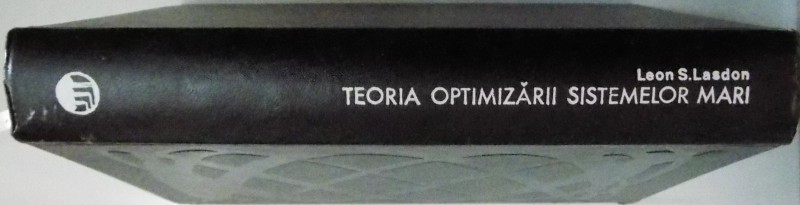 Leon S. Lasdon
TEORIA OPTIMIZĂRII SISTEMELOR MARI